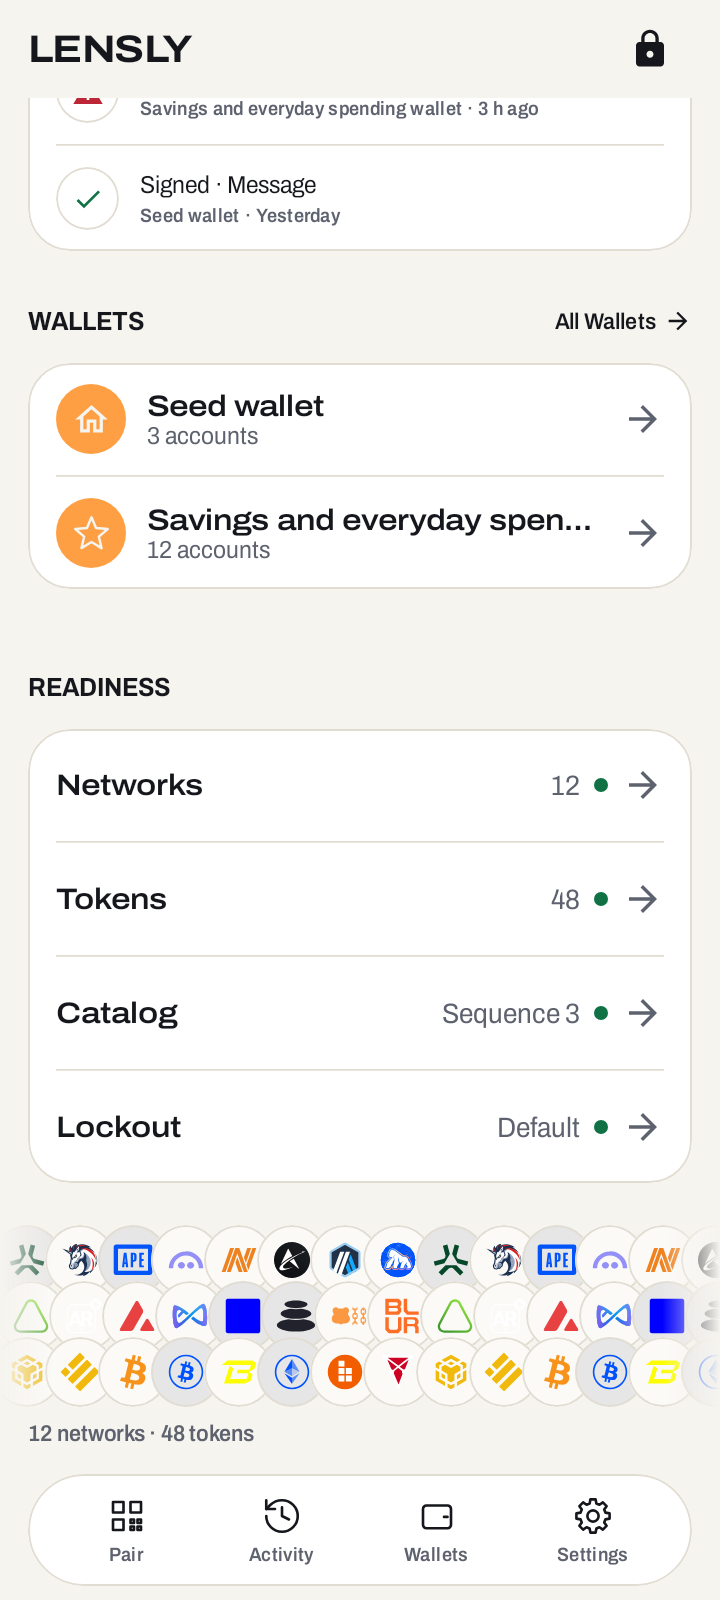 LENSLY
Savings and everyday spending wallet · 3 h ago
Signed · Message
Seed wallet · Yesterday
WALLETS
All Wallets
Seed wallet
3 accounts
Savings and everyday spen...
12 accounts
READINESS
Networks
12
Tokens
48
Catalog
Sequence 3
Lockout
Default
APE
APE
AR
BL
UR
AR
12 networks · 48 tokens
Pair
Activity
Wallets
Settings